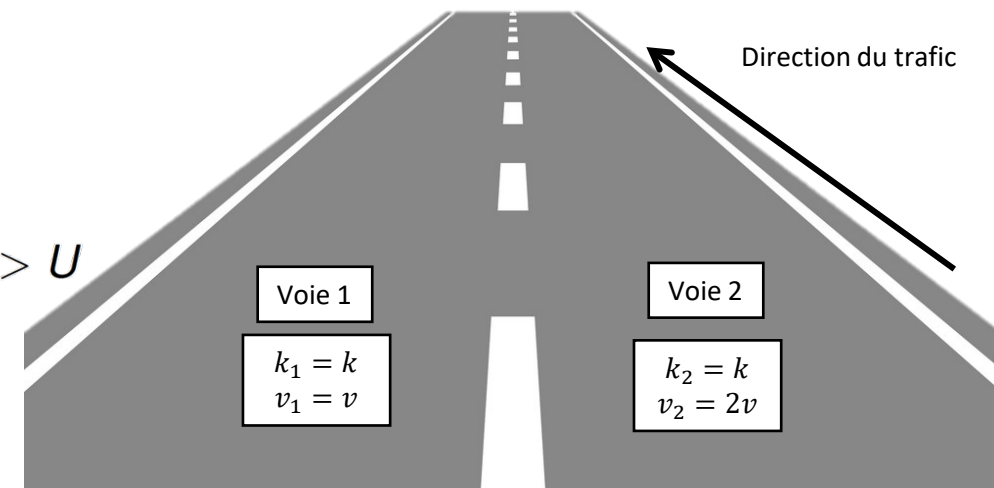 Direction du trafic
> U
Voie 1
Voie 2
k₁ = k
v₁ = v
k₂ = k
v₂ = 2v